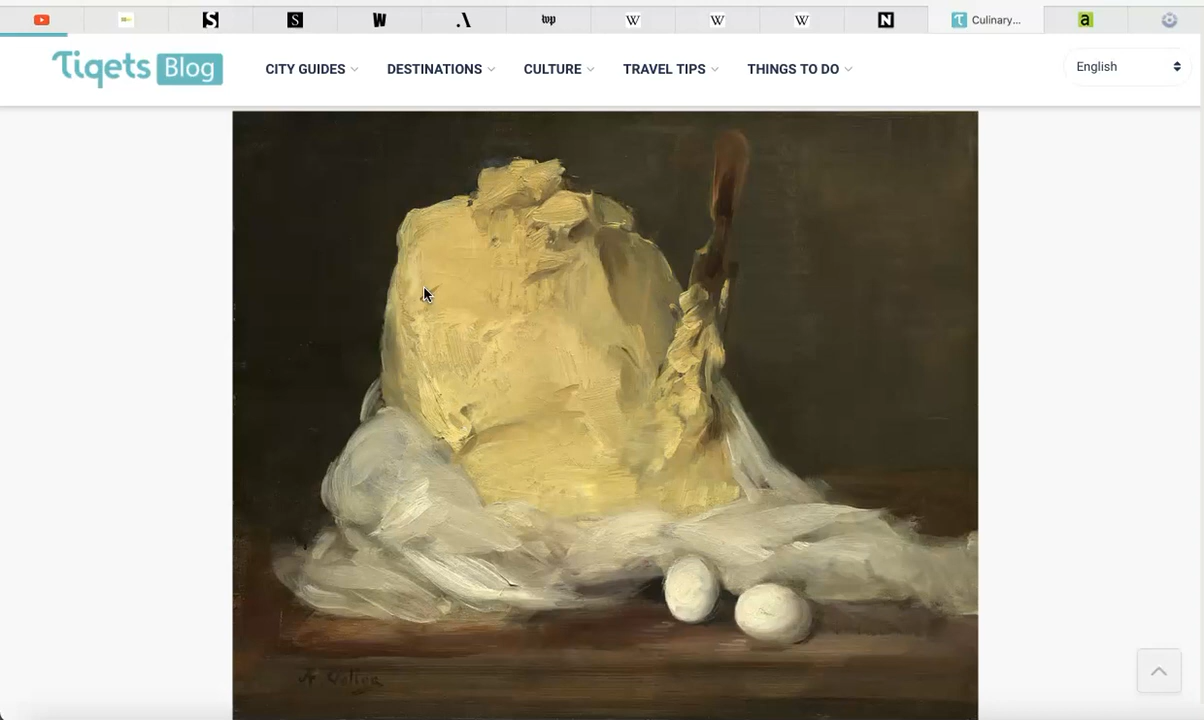 Culinary...
Tiqets Blog
CITY GUIDES
DESTINATIONS
CULTURE
TRAVEL TIPS
THINGS TO DO
English